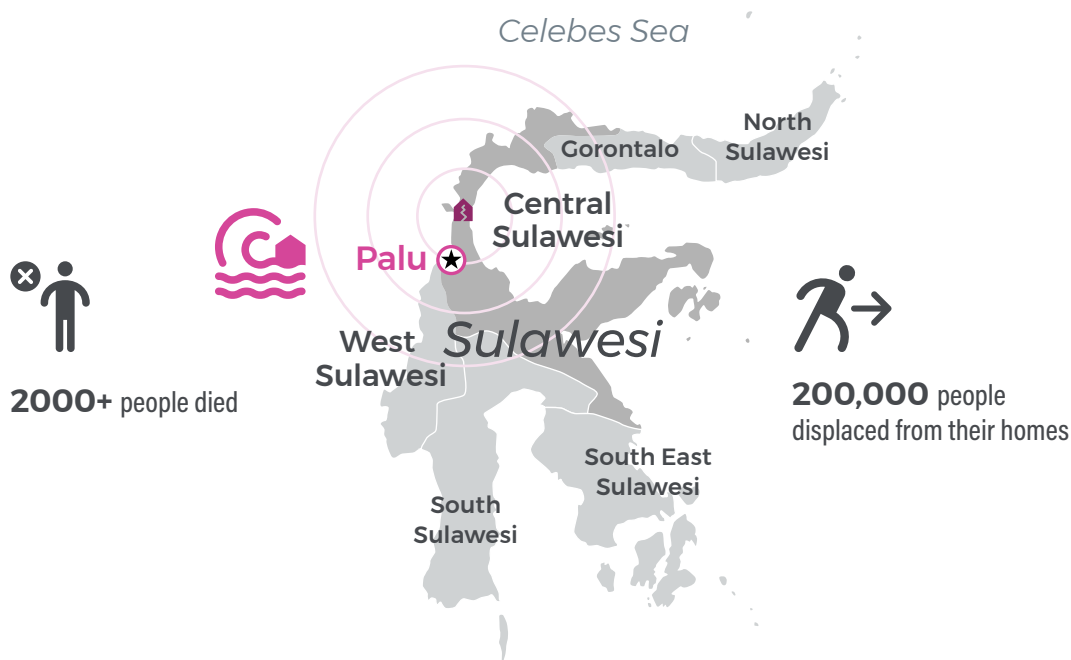 Celebes Sea
North
Sulawesi
Gorontalo
Central
Sulawesi
Palu
West
Sulawesi
Sulawesi
2000+ people died
200,000 people
displaced from their homes
South East
Sulawesi
South
Sulawesi